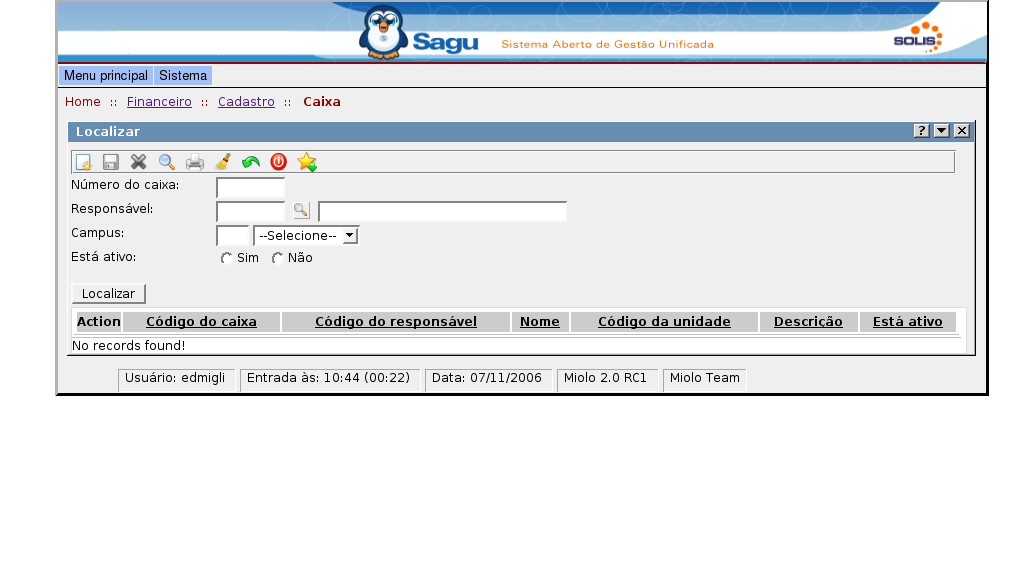 Sagu Sistema Aberto de Gestão Unificada SOLIS
Menu principal Sistema
Home :: Financeiro :: Cadastro :: Caixa
Localizar ?
Número do caixa:
Responsável:
Campus: --Selecione--
Está ativo: Sim Não
Localizar
Action Código do caixa Código do responsável Nome Código da unidade Descrição Está ativo
No records found!
Usuário: edmigli Entrada às: 10:44 (00:22) Data: 07/11/2006 Miolo 2.0 RC1 Miolo Team